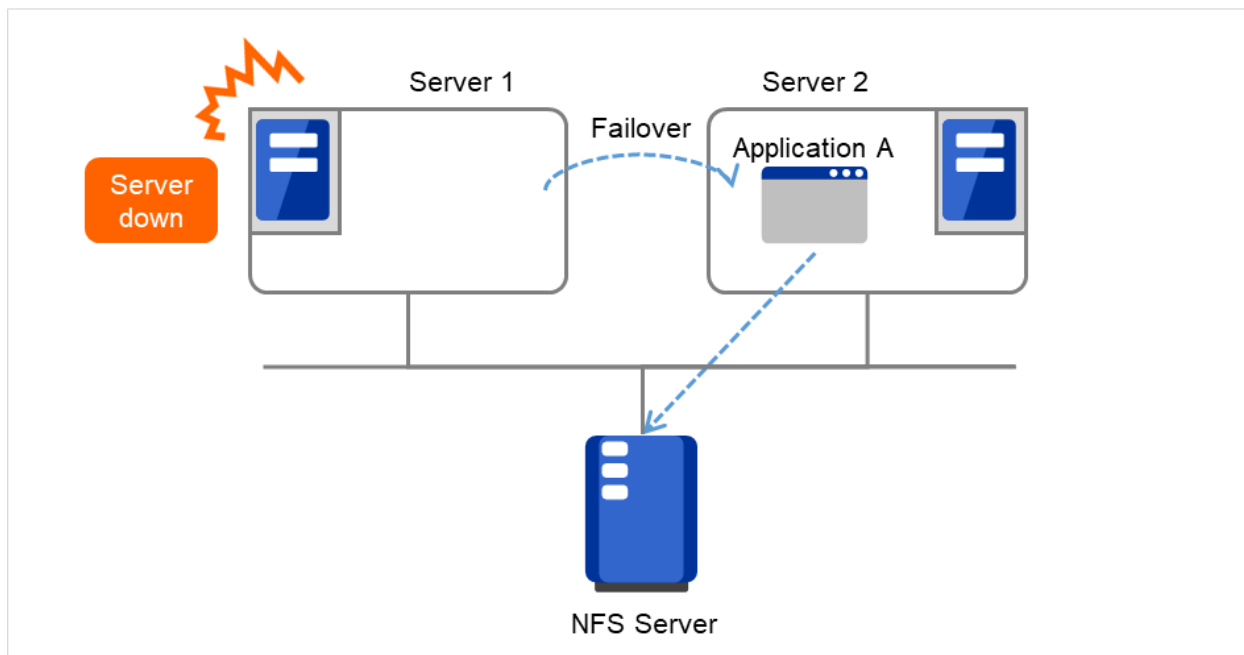 Server 1
Server 2
Failover
Application A
Server
down
NFS Server